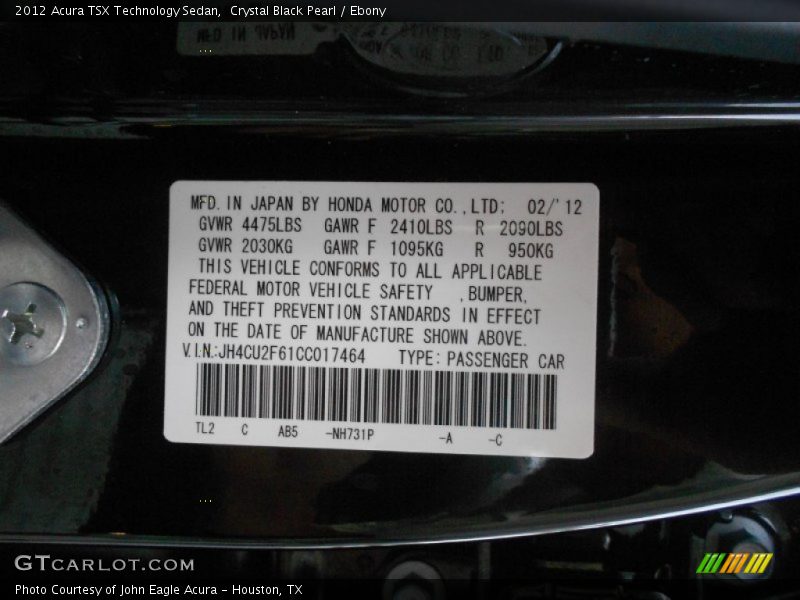 2012 Acura TSX Technology Sedan,  Crystal Black Pearl / Ebony
MFD. IN JAPAN BY HONDA MOTOR CO.,LTD; 02/'12
GVWR 4475LBS GAWR F 2410LBS R 2090LBS
GVWR 2030KG GAWR F 1095KG R 950KG
THIS VEHICLE CONFORMS TO ALL APPLICABLE
FEDERAL MOTOR VEHICLE SAFETY ,BUMPER,
AND THEFT PREVENTION STANDARDS IN EFFECT
ON THE DATE OF MANUFACTURE SHOWN ABOVE.
V.I.N.:JH4CU2F61CC017464 TYPE: PASSENGER CAR
TL2 C AB5 -NH731P -A -C
GTCARLOT.COM
Photo Courtesy of John Eagle Acura - Houston, TX